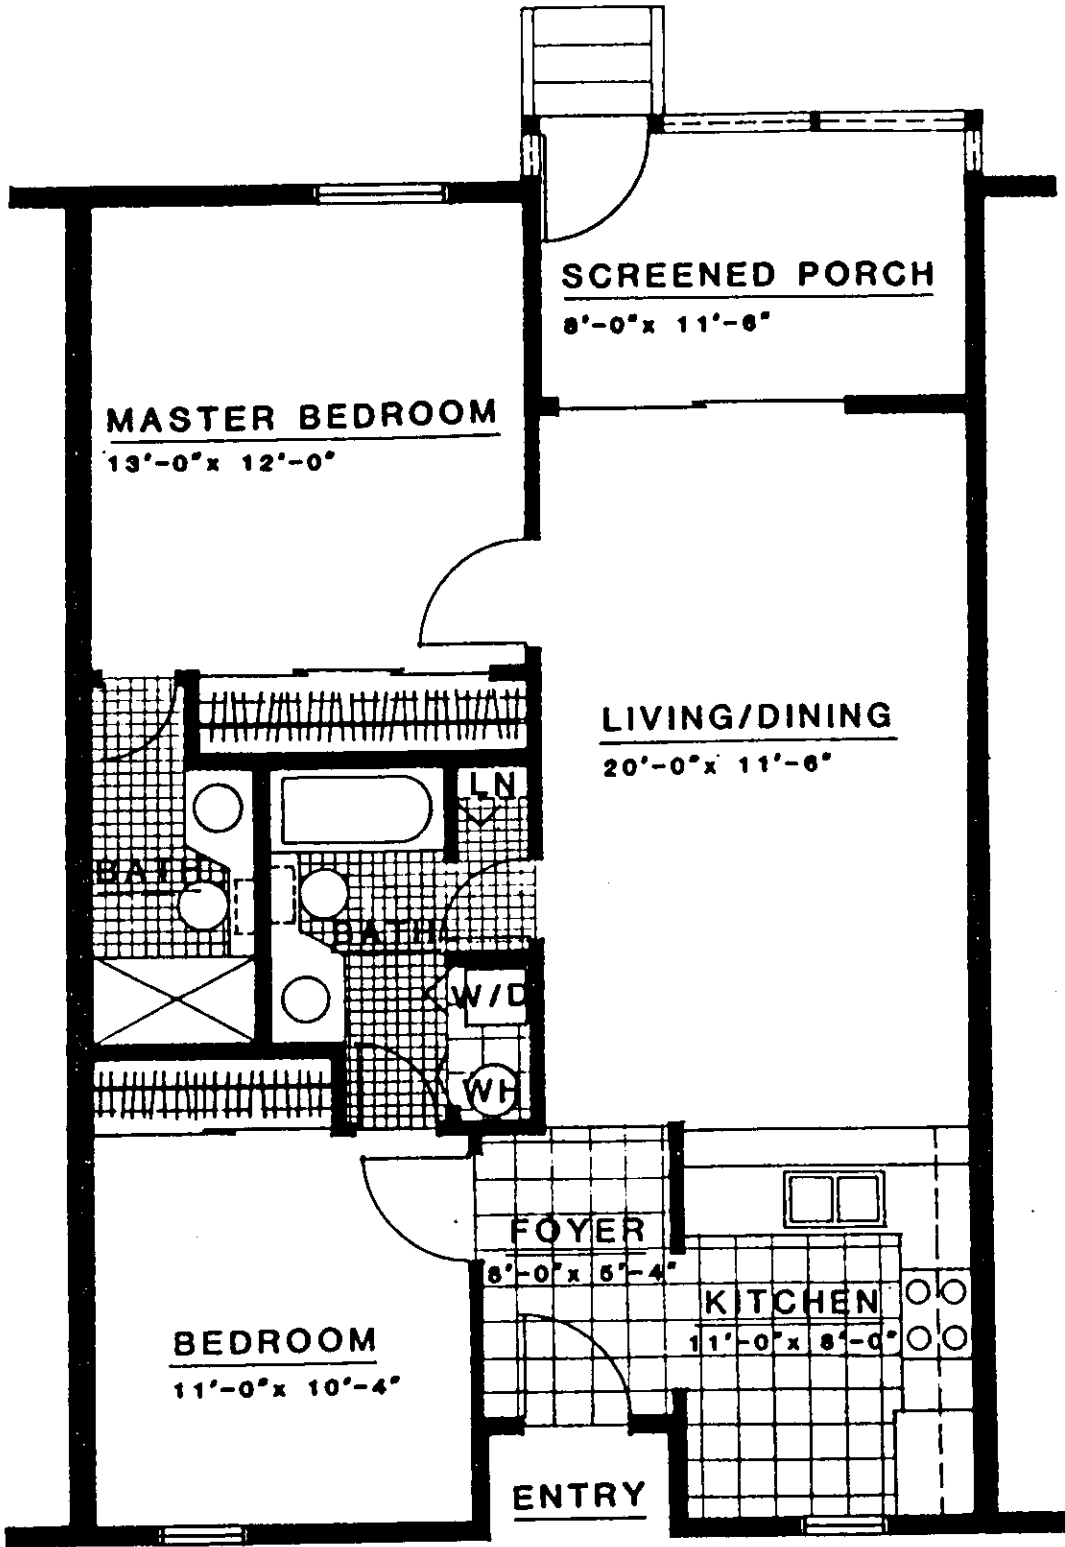 SCREENED PORCH
8'-0"x 11'-6"
MASTER BEDROOM
13'-0"x 12'-0"
LIVING/DINING
20'-0"x 11'-6"
LN
BATH
BATH
W/D
WH
FOYER
8'-0"x 5'-4"
KITCHEN
11'-0"x 8'-0"
BEDROOM
11'-0"x 10'-4"
ENTRY